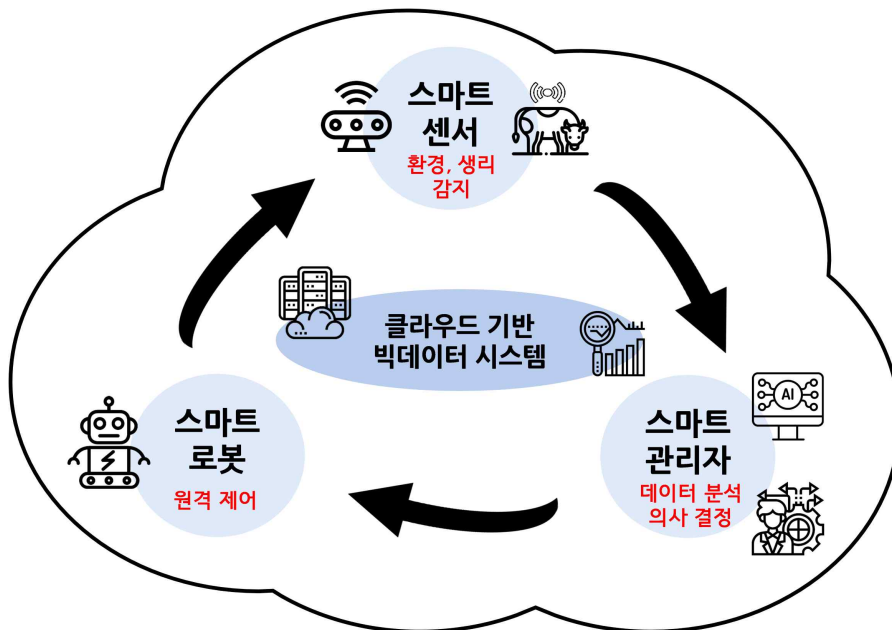 스마트
센서
환경, 생리
감지
클라우드 기반
빅데이터 시스템
스마트
로봇
원격 제어
스마트
관리자
데이터 분석
의사 결정
AI